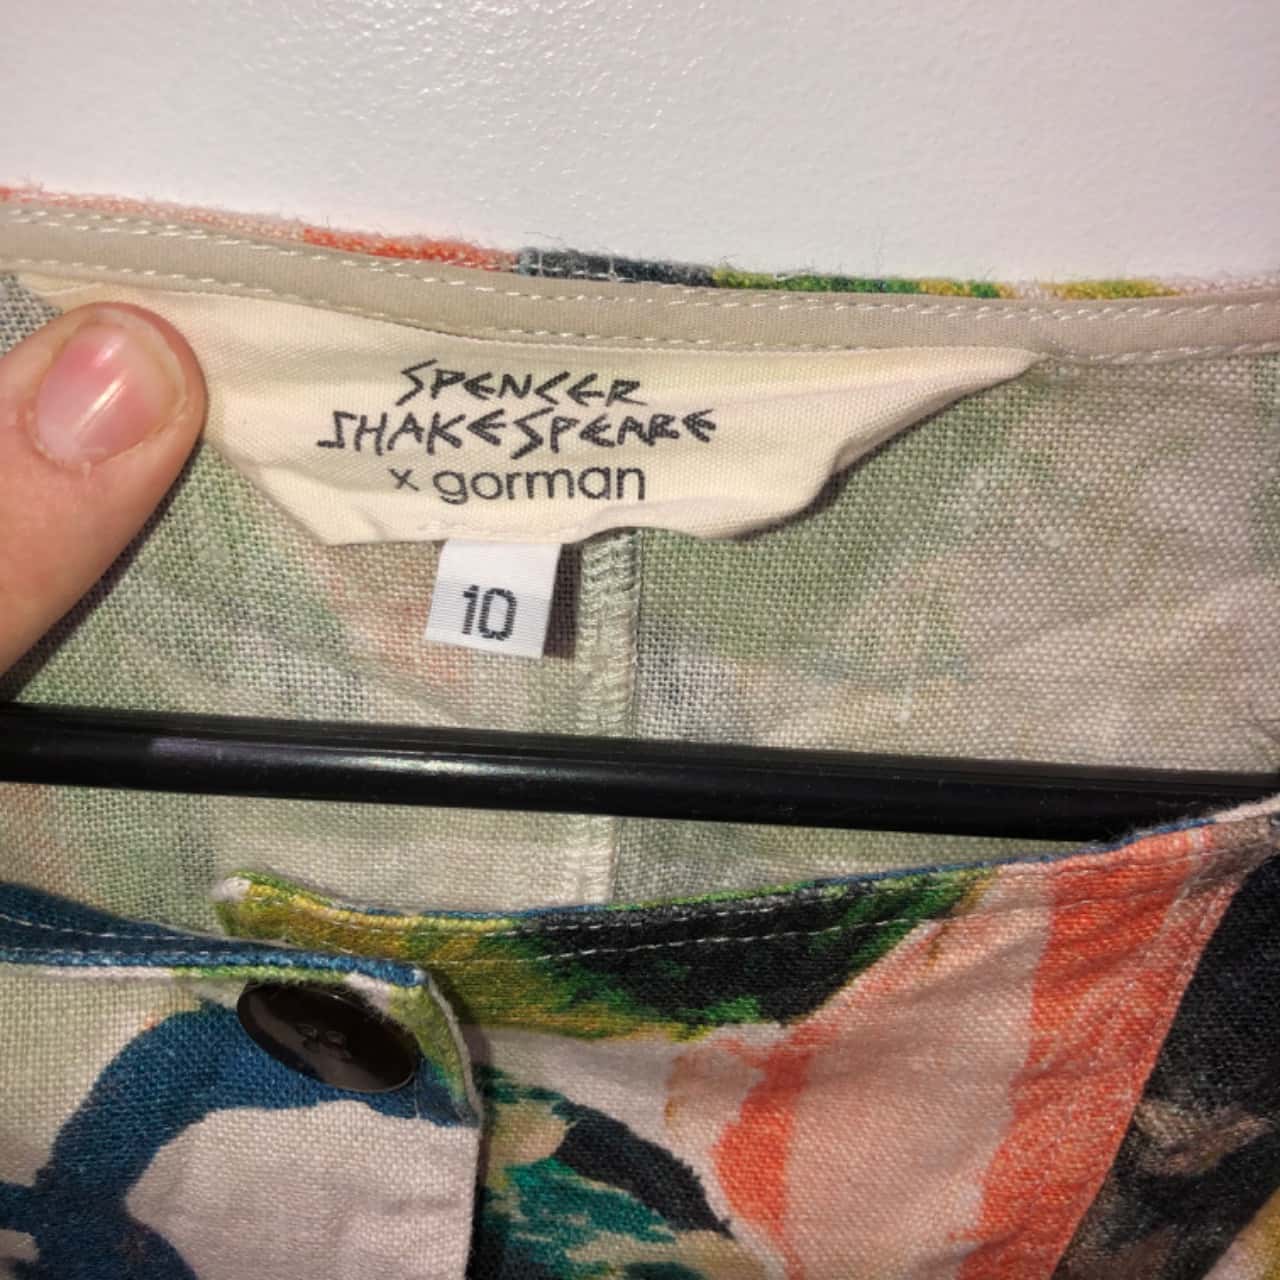 SPENCER
SHAKESPEARE
x gorman
10